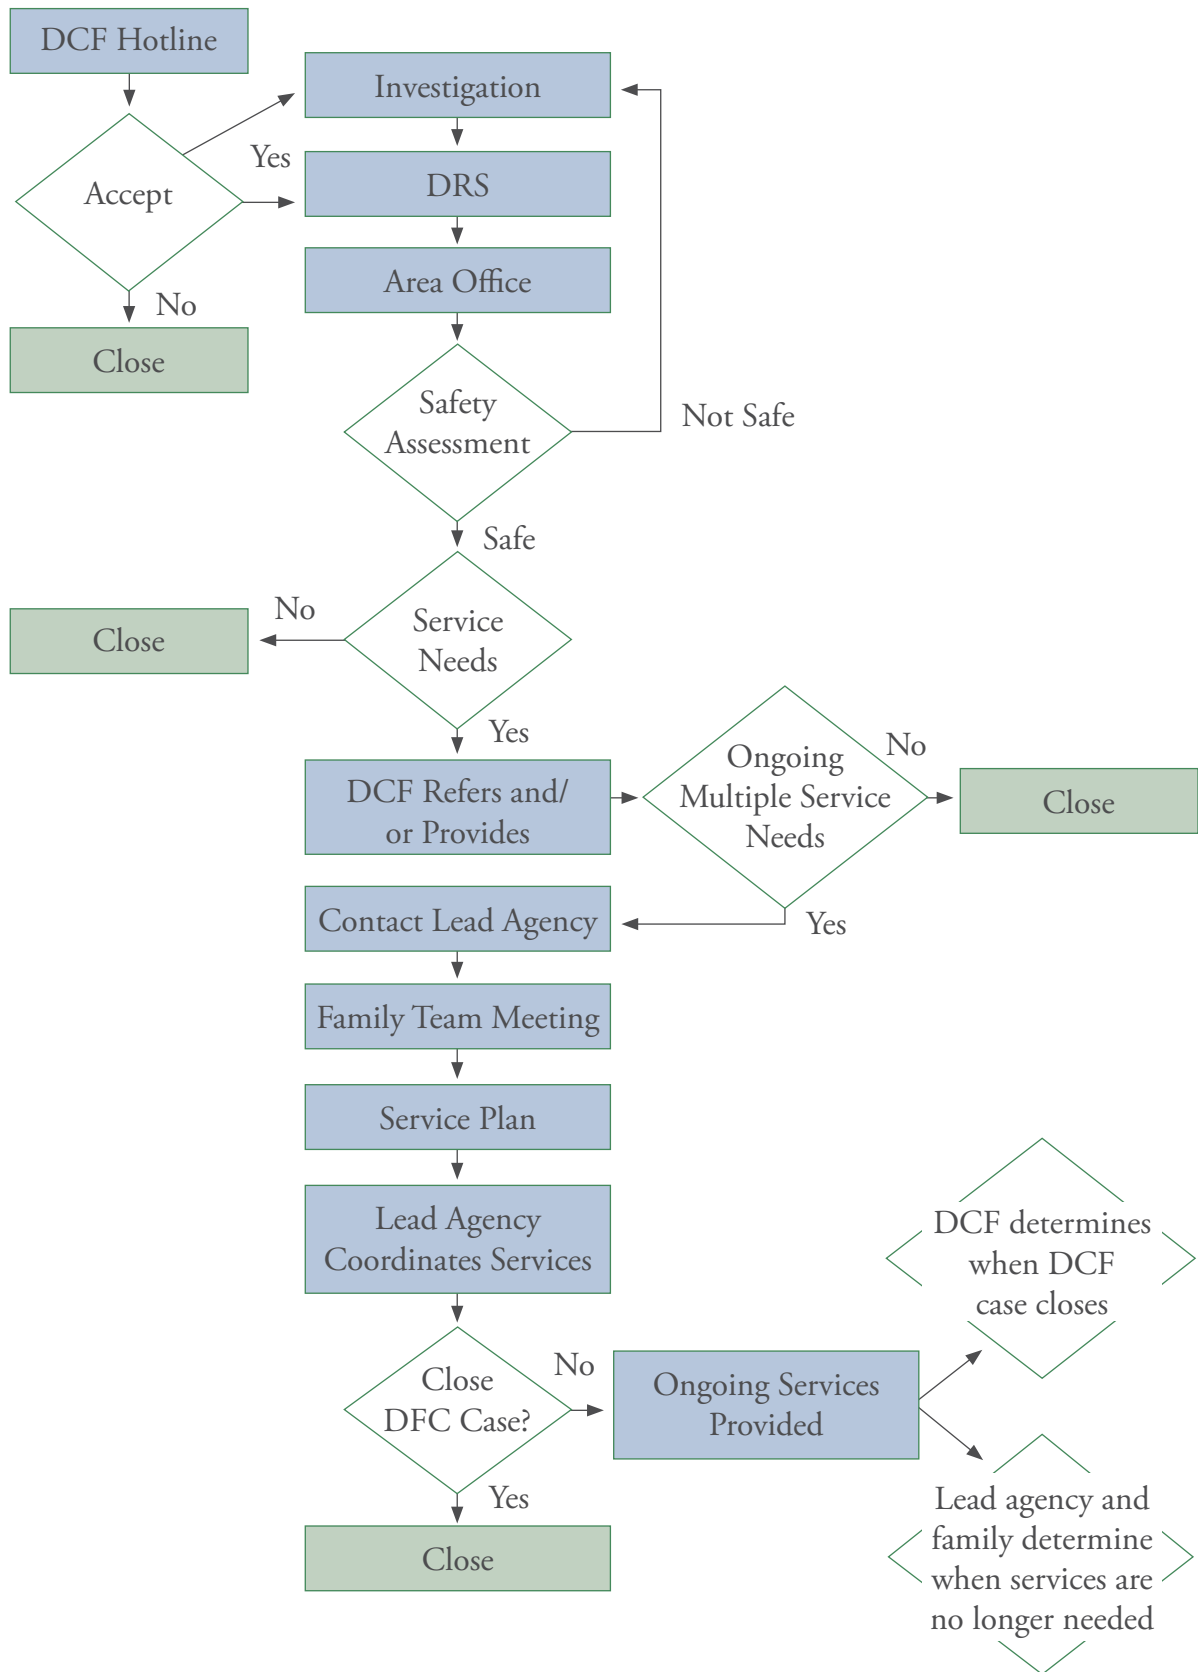 DCF Hotline
Investigation
Yes
Accept
DRS
Area Office
No
Close
Safety
Assessment
Not Safe
Safe
No
Close
Service
Needs
Yes
Ongoing
Multiple Service
Needs
No
DCF Refers and/
or Provides
Close
Contact Lead Agency
Yes
Family Team Meeting
Service Plan
Lead Agency
Coordinates Services
DCF determines
when DCF
case closes
Close
DFC Case?
No
Ongoing Services
Provided
Yes
Close
Lead agency and
family determine
when services are
no longer needed